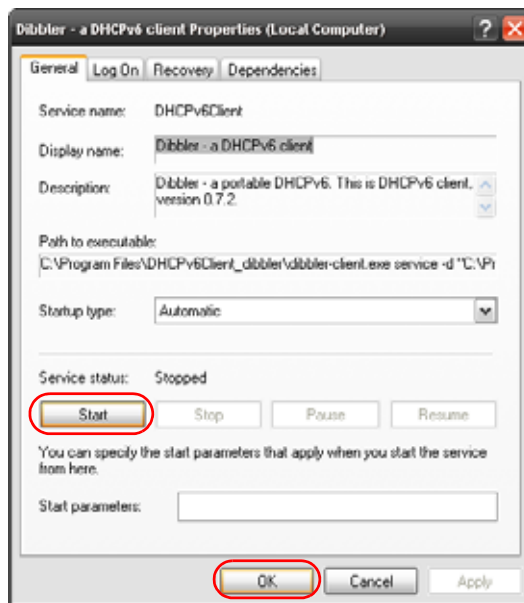 Dibbler - a DHCPv6 client Properties (Local Computer)
General Log On Recovery Dependencies
Service name: DHCPv6Client
Display name: Dibbler - a DHCPv6 client
Description: Dibbler - a portable DHCPv6. This is DHCPv6 client,
version 0.7.2.
Path to executable:
C:\Program Files\DHCPv6Client_dibbler\dibbler-client.exe service -d "C:\Pr
Startup type: Automatic
Service status: Stopped
Start Stop Pause Resume
You can specify the start parameters that apply when you start the service
from here.
Start parameters:
OK Cancel Apply